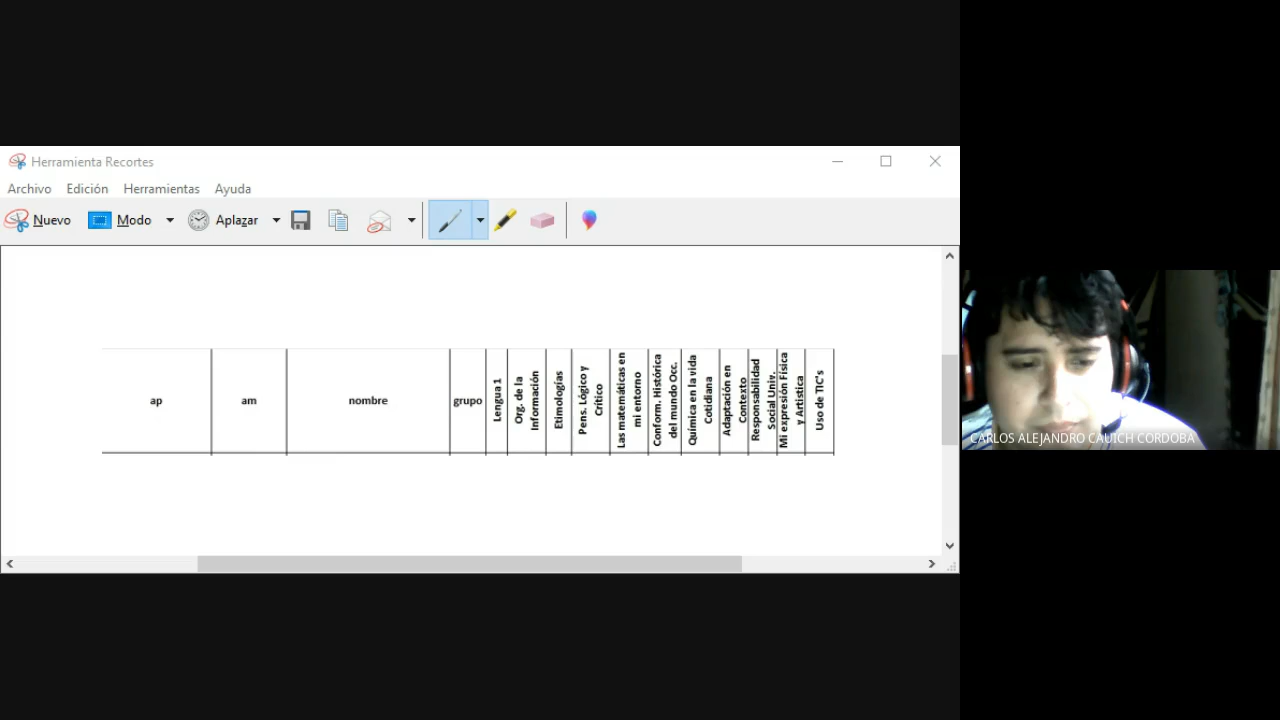 Herramienta Recortes
Archivo Edición Herramientas Ayuda
Nuevo Modo Aplazar
ap
am
nombre
grupo
Lengua 1
Org. de la
Información
Etimologías
Pens. Lógico y
Crítico
Las matemáticas en
mi entorno
Conform. Histórica
del mundo Occ.
Química en la vida
Cotidiana
Adaptación en
Contexto
Responsabilidad
Social Univ.
Mi expresión Física
y Artística
Uso de TIC's
CARLOS ALEJANDRO CAUICH CORDOBA